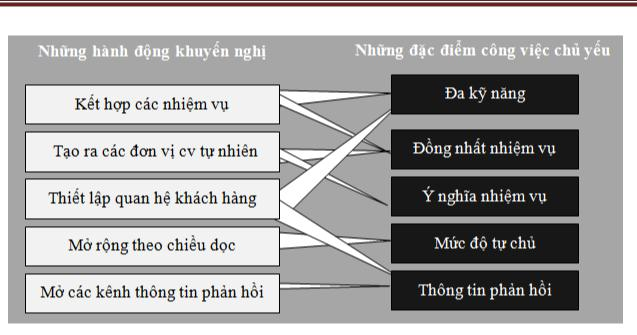 Những hành động khuyến nghị
Những đặc điểm công việc chủ yếu
Kết hợp các nhiệm vụ
Đa kỹ năng
Tạo ra các đơn vị cv tự nhiên
Đồng nhất nhiệm vụ
Thiết lập quan hệ khách hàng
Ý nghĩa nhiệm vụ
Mở rộng theo chiều dọc
Mức độ tự chủ
Mở các kênh thông tin phản hồi
Thông tin phản hồi